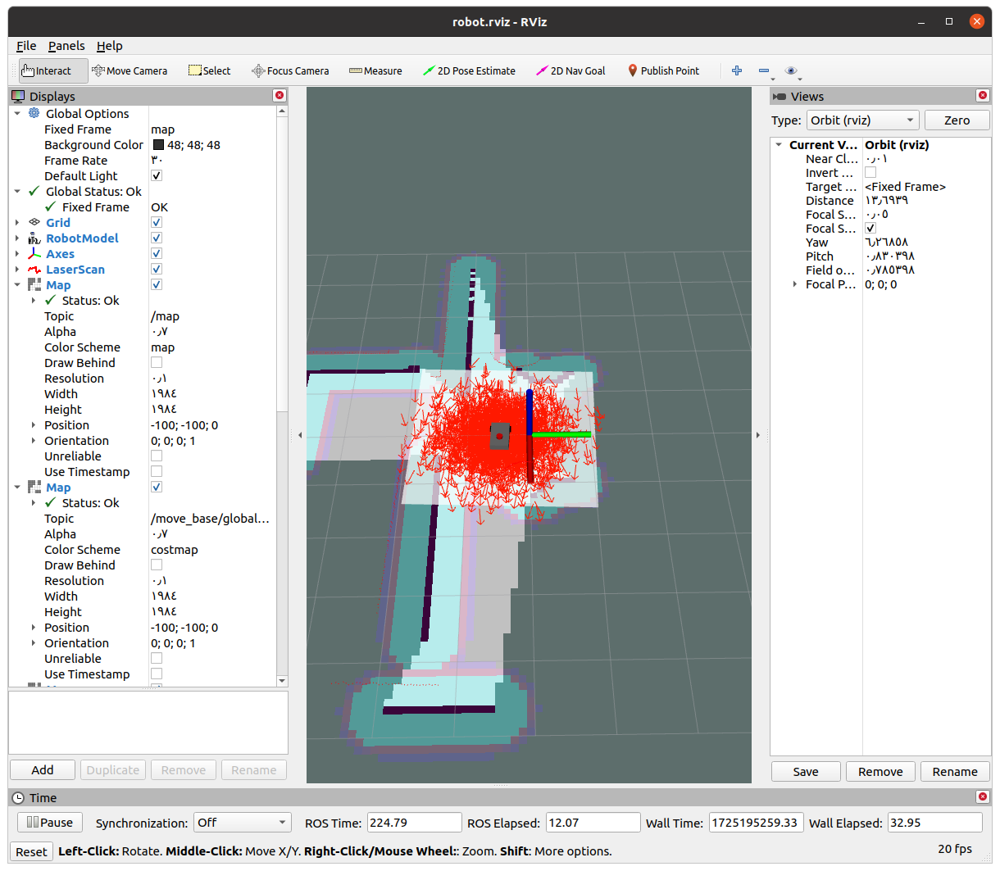 robot.rviz - RViz
File Panels Help
Interact Move Camera Select Focus Camera Measure 2D Pose Estimate 2D Nav Goal Publish Point
Displays
Global Options
Fixed Frame map
Background Color 48; 48; 48
Frame Rate ٣٠
Default Light
Global Status: Ok
Fixed Frame OK
Grid
RobotModel
Axes
LaserScan
Map
Status: Ok
Topic /map
Alpha ٠٫٧
Color Scheme map
Draw Behind
Resolution ٠٫١
Width ١٩٨٤
Height ١٩٨٤
Position -100; -100; 0
Orientation 0; 0; 0; 1
Unreliable
Use Timestamp
Map
Status: Ok
Topic /move_base/global...
Alpha ٠٫٧
Color Scheme costmap
Draw Behind
Resolution ٠٫١
Width ١٩٨٤
Height ١٩٨٤
Position -100; -100; 0
Orientation 0; 0; 0; 1
Unreliable
Use Timestamp
Add Duplicate Remove Rename
Views
Type: Orbit (rviz) Zero
Current V... Orbit (rviz)
Near Cl... ٠٫٠١
Invert ...
Target ... <Fixed Frame>
Distance ١٣٫٦٩٣٩
Focal S... ٠٫٠٥
Focal S...
Yaw ٦٫٢٦٨٥٨
Pitch ٠٫٨٣٠٣٩٨
Field o... ٠٫٧٨٥٣٩٨
Focal P... 0; 0; 0
Save Remove Rename
Time
Pause Synchronization: Off ROS Time: 224.79 ROS Elapsed: 12.07 Wall Time: 1725195259.33 Wall Elapsed: 32.95
Reset Left-Click: Rotate. Middle-Click: Move X/Y. Right-Click/Mouse Wheel:: Zoom. Shift: More options. 20 fps